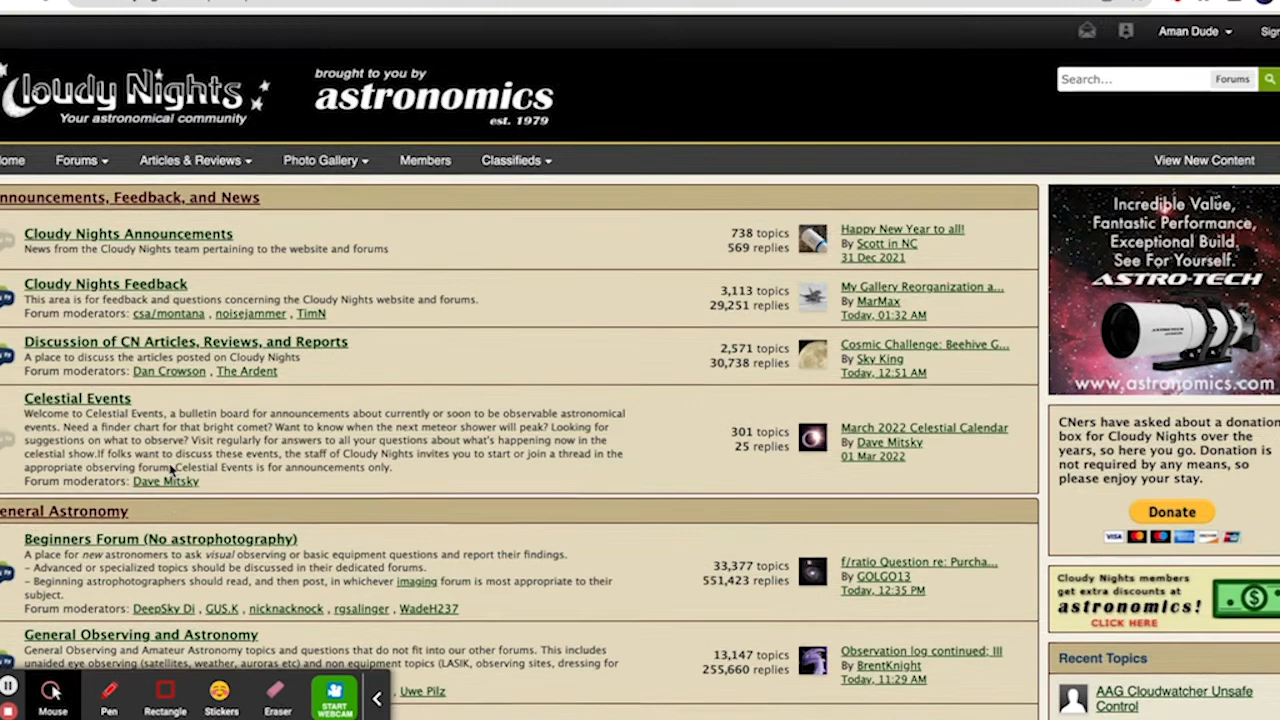 Aman Dude
Sig
Cloudy Nights
Your astronomical community
brought to you by
astronomics
est. 1979
Search...
Forums
ome
Forums
Articles & Reviews
Photo Gallery
Members
Classifieds
View New Content
nnouncements, Feedback, and News
Cloudy Nights Announcements
News from the Cloudy Nights team pertaining to the website and forums
738 topics
569 replies
Happy New Year to all!
By Scott in NC
31 Dec 2021
Cloudy Nights Feedback
This area is for feedback and questions concerning the Cloudy Nights website and forums.
Forum moderators: csa/montana , noisejammer , TimN
3,113 topics
29,251 replies
My Gallery Reorganization a...
By MarMax
Today, 01:32 AM
Discussion of CN Articles, Reviews, and Reports
A place to discuss the articles posted on Cloudy Nights
Forum moderators: Dan Crowson , The Ardent
2,571 topics
30,738 replies
Cosmic Challenge: Beehive G...
By Sky King
Today, 12:51 AM
Celestial Events
Welcome to Celestial Events, a bulletin board for announcements about currently or soon to be observable astronomical
events. Need a finder chart for that bright comet? Want to know when the next meteor shower will peak? Looking for
suggestions on what to observe? Visit regularly for answers to all your questions about what's happening now in the
celestial show.If folks want to discuss these events, the staff of Cloudy Nights invites you to start or join a thread in the
appropriate observing forum. Celestial Events is for announcements only.
Forum moderators: Dave Mitsky
301 topics
25 replies
March 2022 Celestial Calendar
By Dave Mitsky
01 Mar 2022
eneral Astronomy
Beginners Forum (No astrophotography)
A place for new astronomers to ask visual observing or basic equipment questions and report their findings.
- Advanced or specialized topics should be discussed in their dedicated forums.
- Beginning astrophotographers should read, and then post, in whichever imaging forum is most appropriate to their
subject.
Forum moderators: DeepSky Di , GUS.K , nicknacknock , rgsalinger , WadeH237
33,377 topics
551,423 replies
f/ratio Question re: Purcha...
By GOLGO13
Today, 12:35 PM
General Observing and Astronomy
General Observing and Amateur Astronomy topics and questions that do not fit into our other forums. This includes
unaided eye observing (satellites, weather, auroras etc) and non equipment topics (LASIK, observing sites, dressing for
, Uwe Pilz
13,147 topics
255,660 replies
Observation log continued; III
By BrentKnight
Today, 11:29 AM
Incredible Value,
Fantastic Performance,
Exceptional Build.
See For Yourself.
ASTRO-TECH
www.astronomics.com
CNers have asked about a donation
box for Cloudy Nights over the
years, so here you go. Donation is
not required by any means, so
please enjoy your stay.
Donate
VISA
Cloudy Nights members
get extra discounts at
astronomics!
CLICK HERE
$
Recent Topics
AAG Cloudwatcher Unsafe
Control
Mouse
Pen
Rectangle
Stickers
Eraser
START
WEBCAM